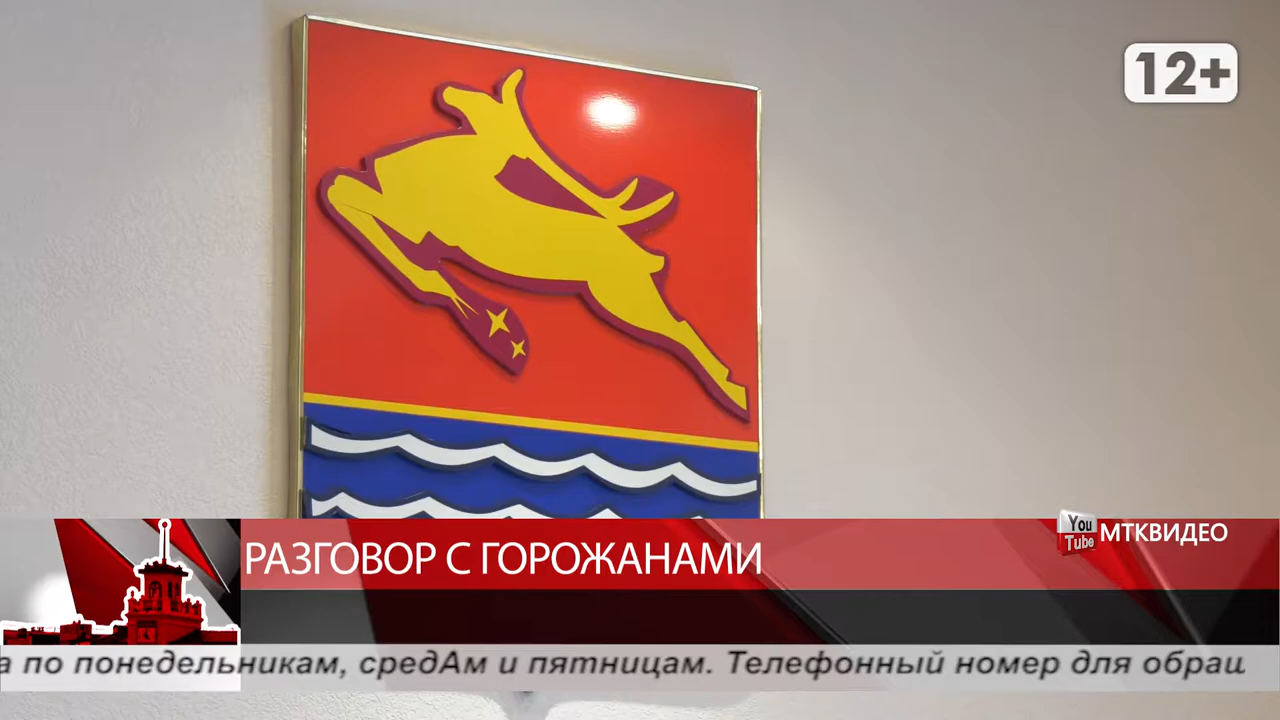 12+
You
Tube
МТКВИДЕО
РАЗГОВОР С ГОРОЖАНАМИ
а по понедельникам, средАм и пятницам. Телефонный номер для обращ